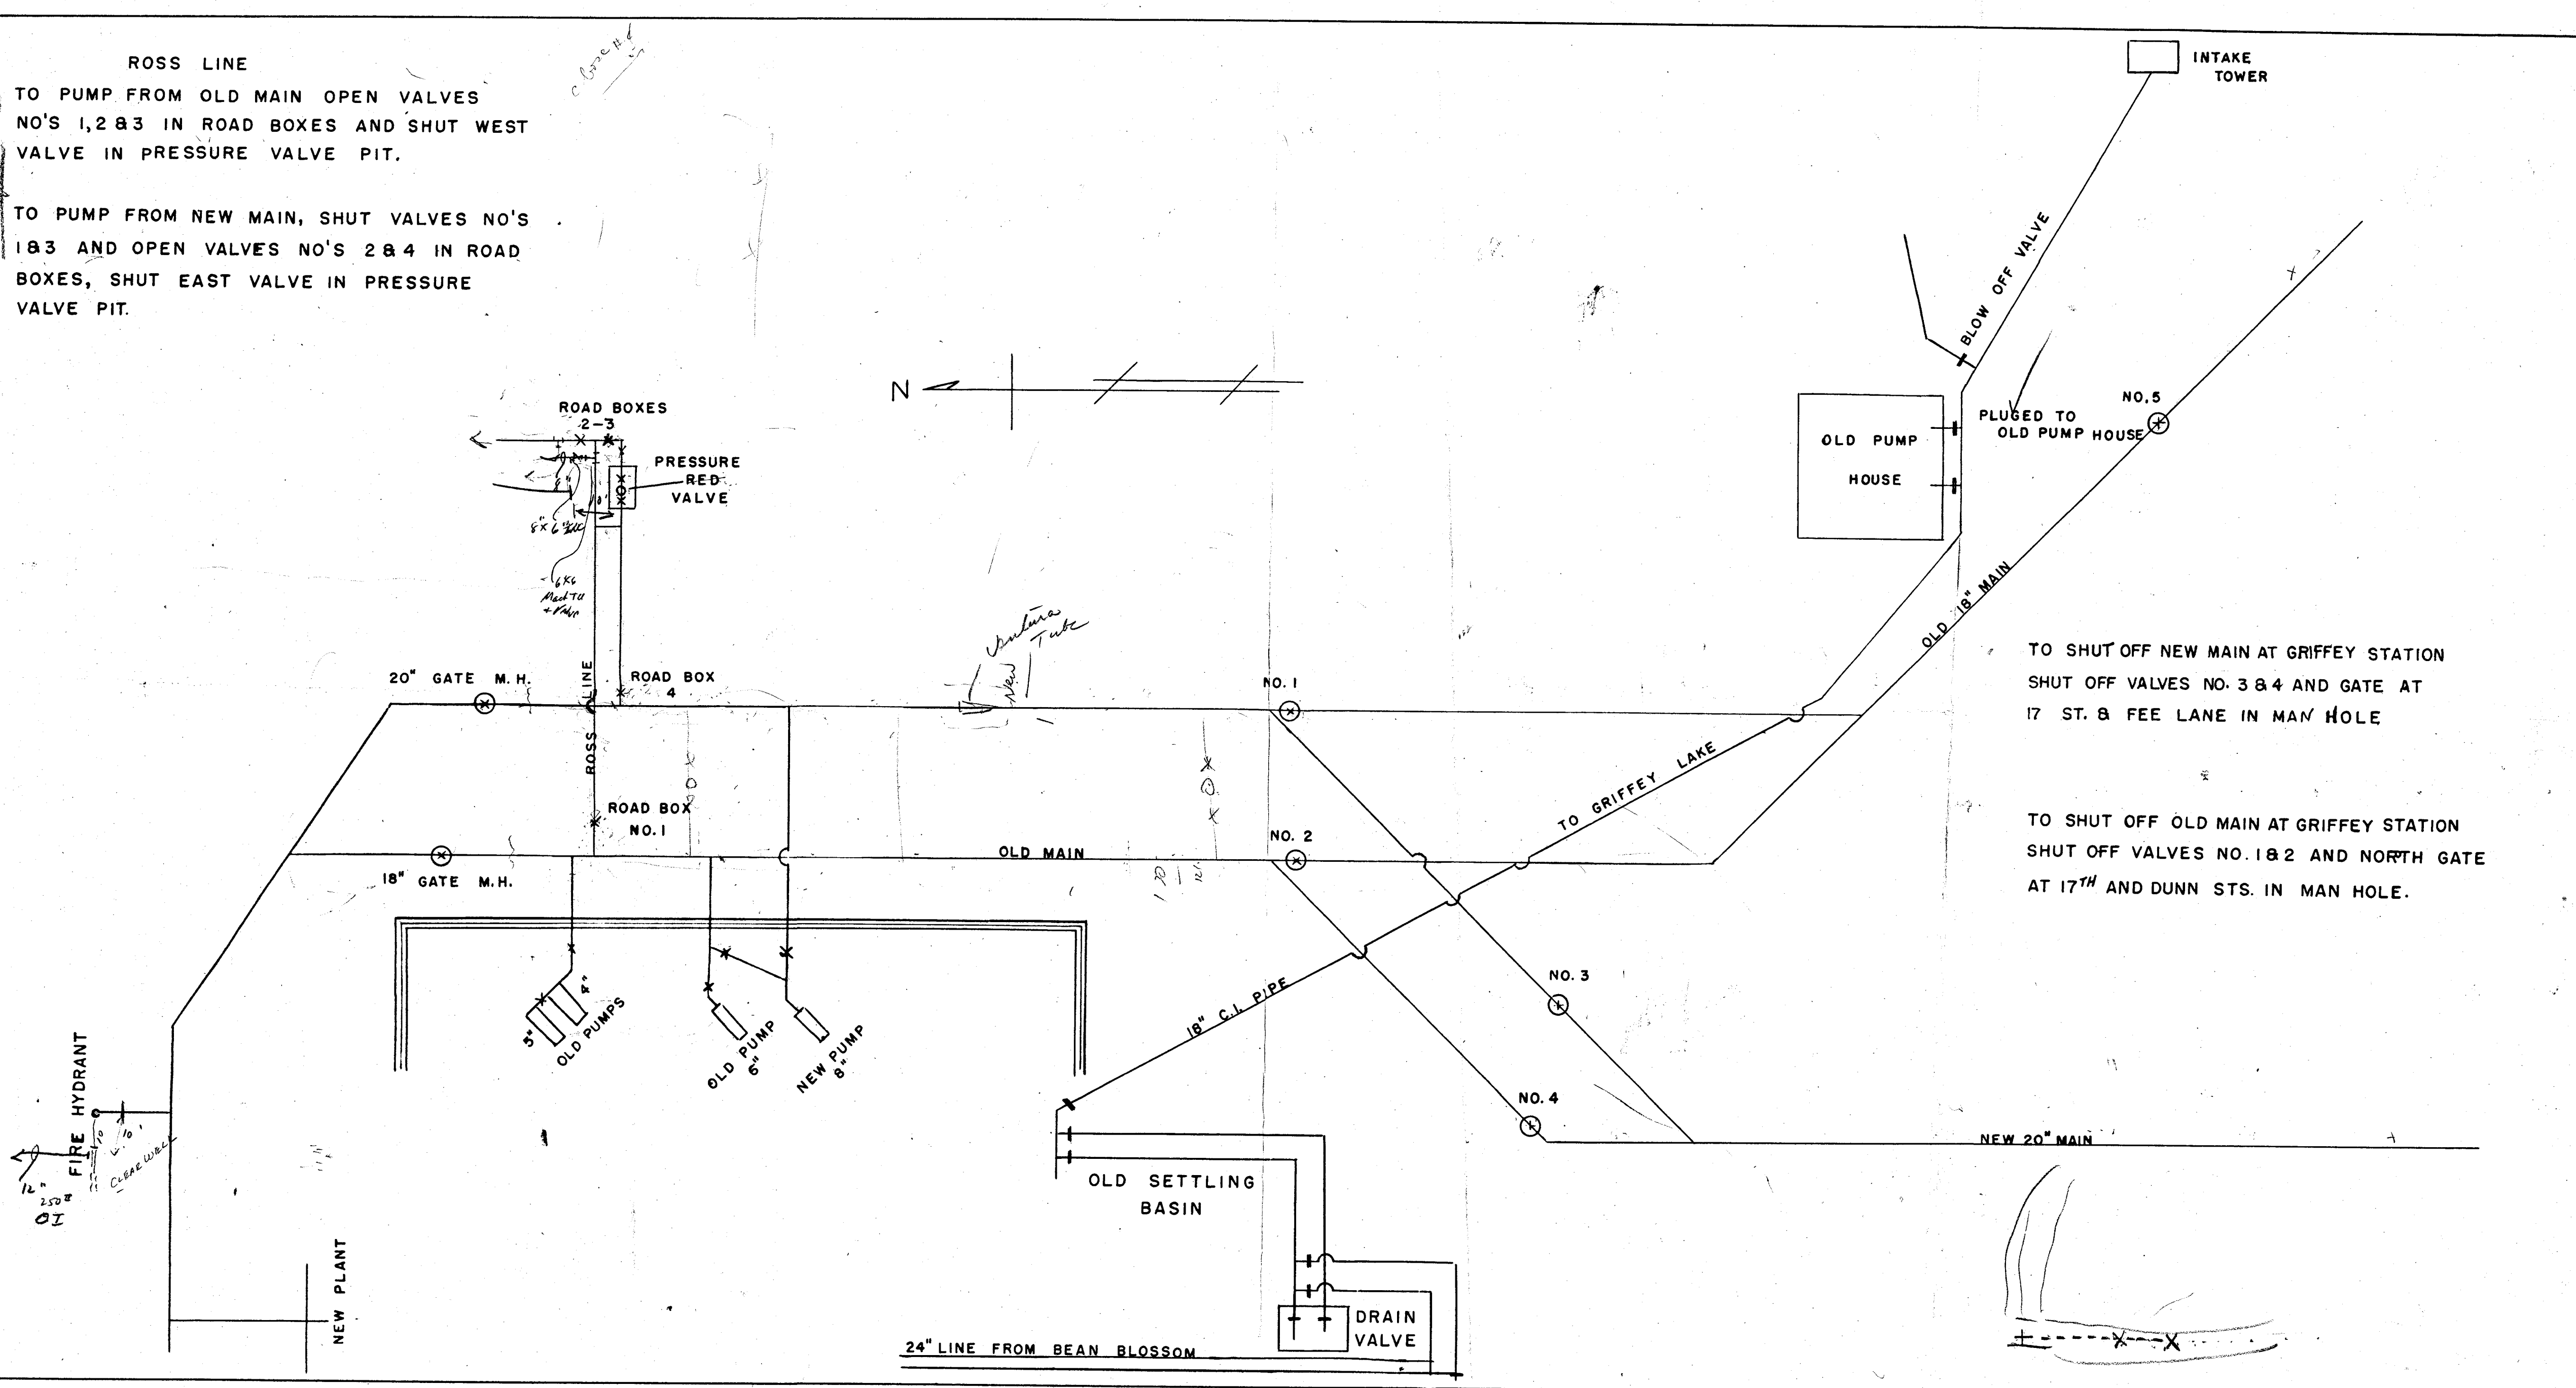 ROSS LINE
TO PUMP FROM OLD MAIN OPEN VALVES
NO'S 1,2 &3 IN ROAD BOXES AND SHUT WEST
VALVE IN PRESSURE VALVE PIT.
TO PUMP FROM NEW MAIN, SHUT VALVES NO'S
1&3 AND OPEN VALVES NO'S 2 & 4 IN ROAD
BOXES, SHUT EAST VALVE IN PRESSURE
VALVE PIT.
INTAKE
TOWER
BLOW OFF VALVE
N
ROAD BOXES
2-3
PRESSURE
RED
VALVE
8"x 6"
6x6
OLD PUMP
HOUSE
PLUGED TO
OLD PUMP HOUSE
NO.5
OLD 18" MAIN
Tube
New
20" GATE M.H.
ROSS LINE
ROAD BOX
4
NO. 1
TO SHUT OFF NEW MAIN AT GRIFFEY STATION
SHUT OFF VALVES NO. 3 & 4 AND GATE AT
17 ST. & FEE LANE IN MAN HOLE
TO GRIFFEY LAKE
ROAD BOX
NO.1
18" GATE M.H.
OLD MAIN
NO. 2
TO SHUT OFF OLD MAIN AT GRIFFEY STATION
SHUT OFF VALVES NO. 1&2 AND NORTH GATE
AT 17TH AND DUNN STS. IN MAN HOLE.
5"
4"
OLD PUMPS
OLD PUMP
6"
NEW PUMP
8"
18" C.I. PIPE
NO. 3
NO. 4
NEW 20" MAIN
FIRE HYDRANT
10
10'
CLEAR WELL
12"
250#
NEW PLANT
OLD SETTLING
BASIN
DRAIN
VALVE
24" LINE FROM BEAN BLOSSOM